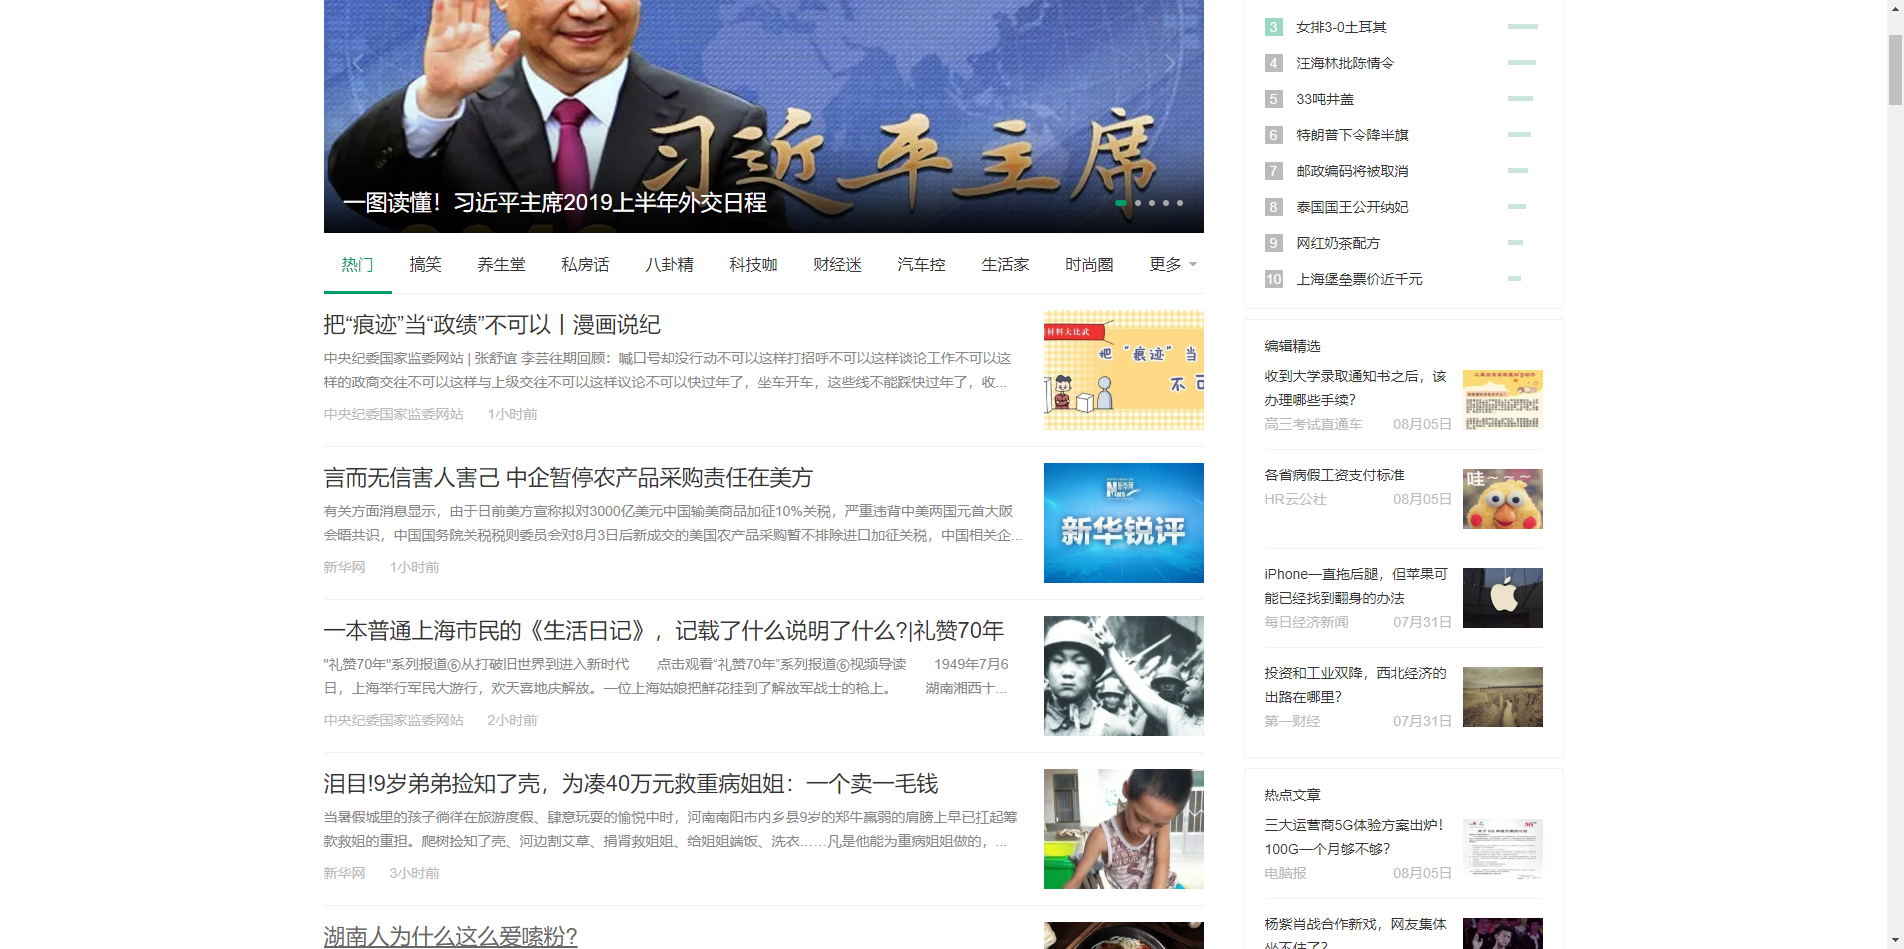 习近平主席
一图读懂！习近平主席2019上半年外交日程
热门 搞笑 养生堂 私房话 八卦精 科技咖 财经迷 汽车控 生活家 时尚圈 更多
把“痕迹”当“政绩”不可以丨漫画说纪
中央纪委国家监委网站 | 张舒谊 李芸往期回顾：喊口号却没行动不可以这样打招呼不可以这样谈论工作不可以这
样的政商交往不可以这样与上级交往不可以这样议论不可以快过年了，坐车开车，这些线不能踩快过年了，收...
中央纪委国家监委网站 1小时前
材料大比武
把“痕迹”当
不可
言而无信害人害己 中企暂停农产品采购责任在美方
有关方面消息显示，由于日前美方宣称拟对3000亿美元中国输美商品加征10%关税，严重违背中美两国元首大阪
会晤共识，中国国务院关税税则委员会对8月3日后新成交的美国农产品采购暂不排除进口加征关税，中国相关企...
新华网 1小时前
新华网
NEWS
新华锐评
一本普通上海市民的《生活日记》，记载了什么说明了什么?|礼赞70年
"礼赞70年"系列报道⑥从打破旧世界到进入新时代 点击观看“礼赞70年”系列报道⑥视频导读 1949年7月6
日，上海举行军民大游行，欢天喜地庆解放。一位上海姑娘把鲜花挂到了解放军战士的枪上。 湖南湘西十...
中央纪委国家监委网站 2小时前
泪目!9岁弟弟捡知了壳，为凑40万元救重病姐姐：一个卖一毛钱
当暑假城里的孩子徜徉在旅游度假、肆意玩耍的愉悦中时，河南南阳市内乡县9岁的郑牛羸弱的肩膀上早已扛起筹
款救姐的重担。爬树捡知了壳、河边割艾草、捐肾救姐姐、给姐姐端饭、洗衣……凡是他能为重病姐姐做的，...
新华网 3小时前
湖南人为什么这么爱嗦粉?
3 女排3-0土耳其
4 汪海林批陈情令
5 33吨井盖
6 特朗普下令降半旗
7 邮政编码将被取消
8 泰国国王公开纳妃
9 网红奶茶配方
10 上海堡垒票价近千元
编辑精选
收到大学录取通知书之后，该
办理哪些手续?
高三考试直通车 08月05日
各省病假工资支付标准
HR云公社 08月05日
哇~~~
iPhone一直拖后腿，但苹果可
能已经找到翻身的办法
每日经济新闻 07月31日
投资和工业双降，西北经济的
出路在哪里?
第一财经 07月31日
热点文章
三大运营商5G体验方案出炉！
100G一个月够不够?
电脑报 08月05日
杨紫肖战合作新戏，网友集体
坐不住了?